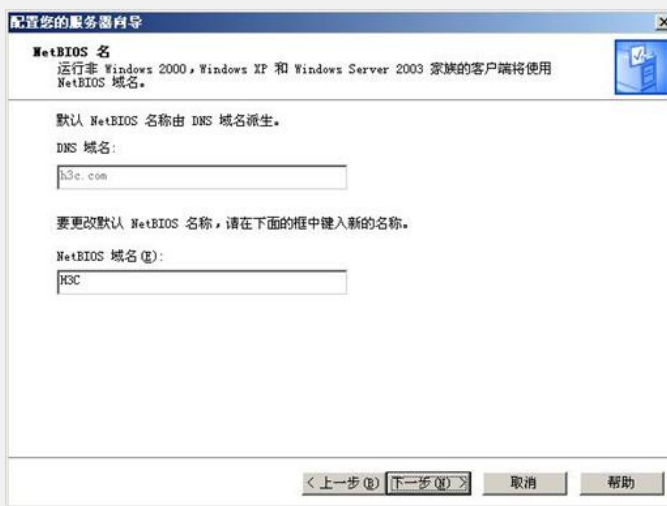 配置您的服务器向导
NetBIOS 名
运行非 Windows 2000，Windows XP 和 Windows Server 2003 家族的客户端将使用
NetBIOS 域名。
默认 NetBIOS 名称由 DNS 域名派生。
DNS 域名:
h3c.com
要更改默认 NetBIOS 名称，请在下面的框中键入新的名称。
NetBIOS 域名(E):
H3C
< 上一步(B) 下一步(N) > 取消 帮助